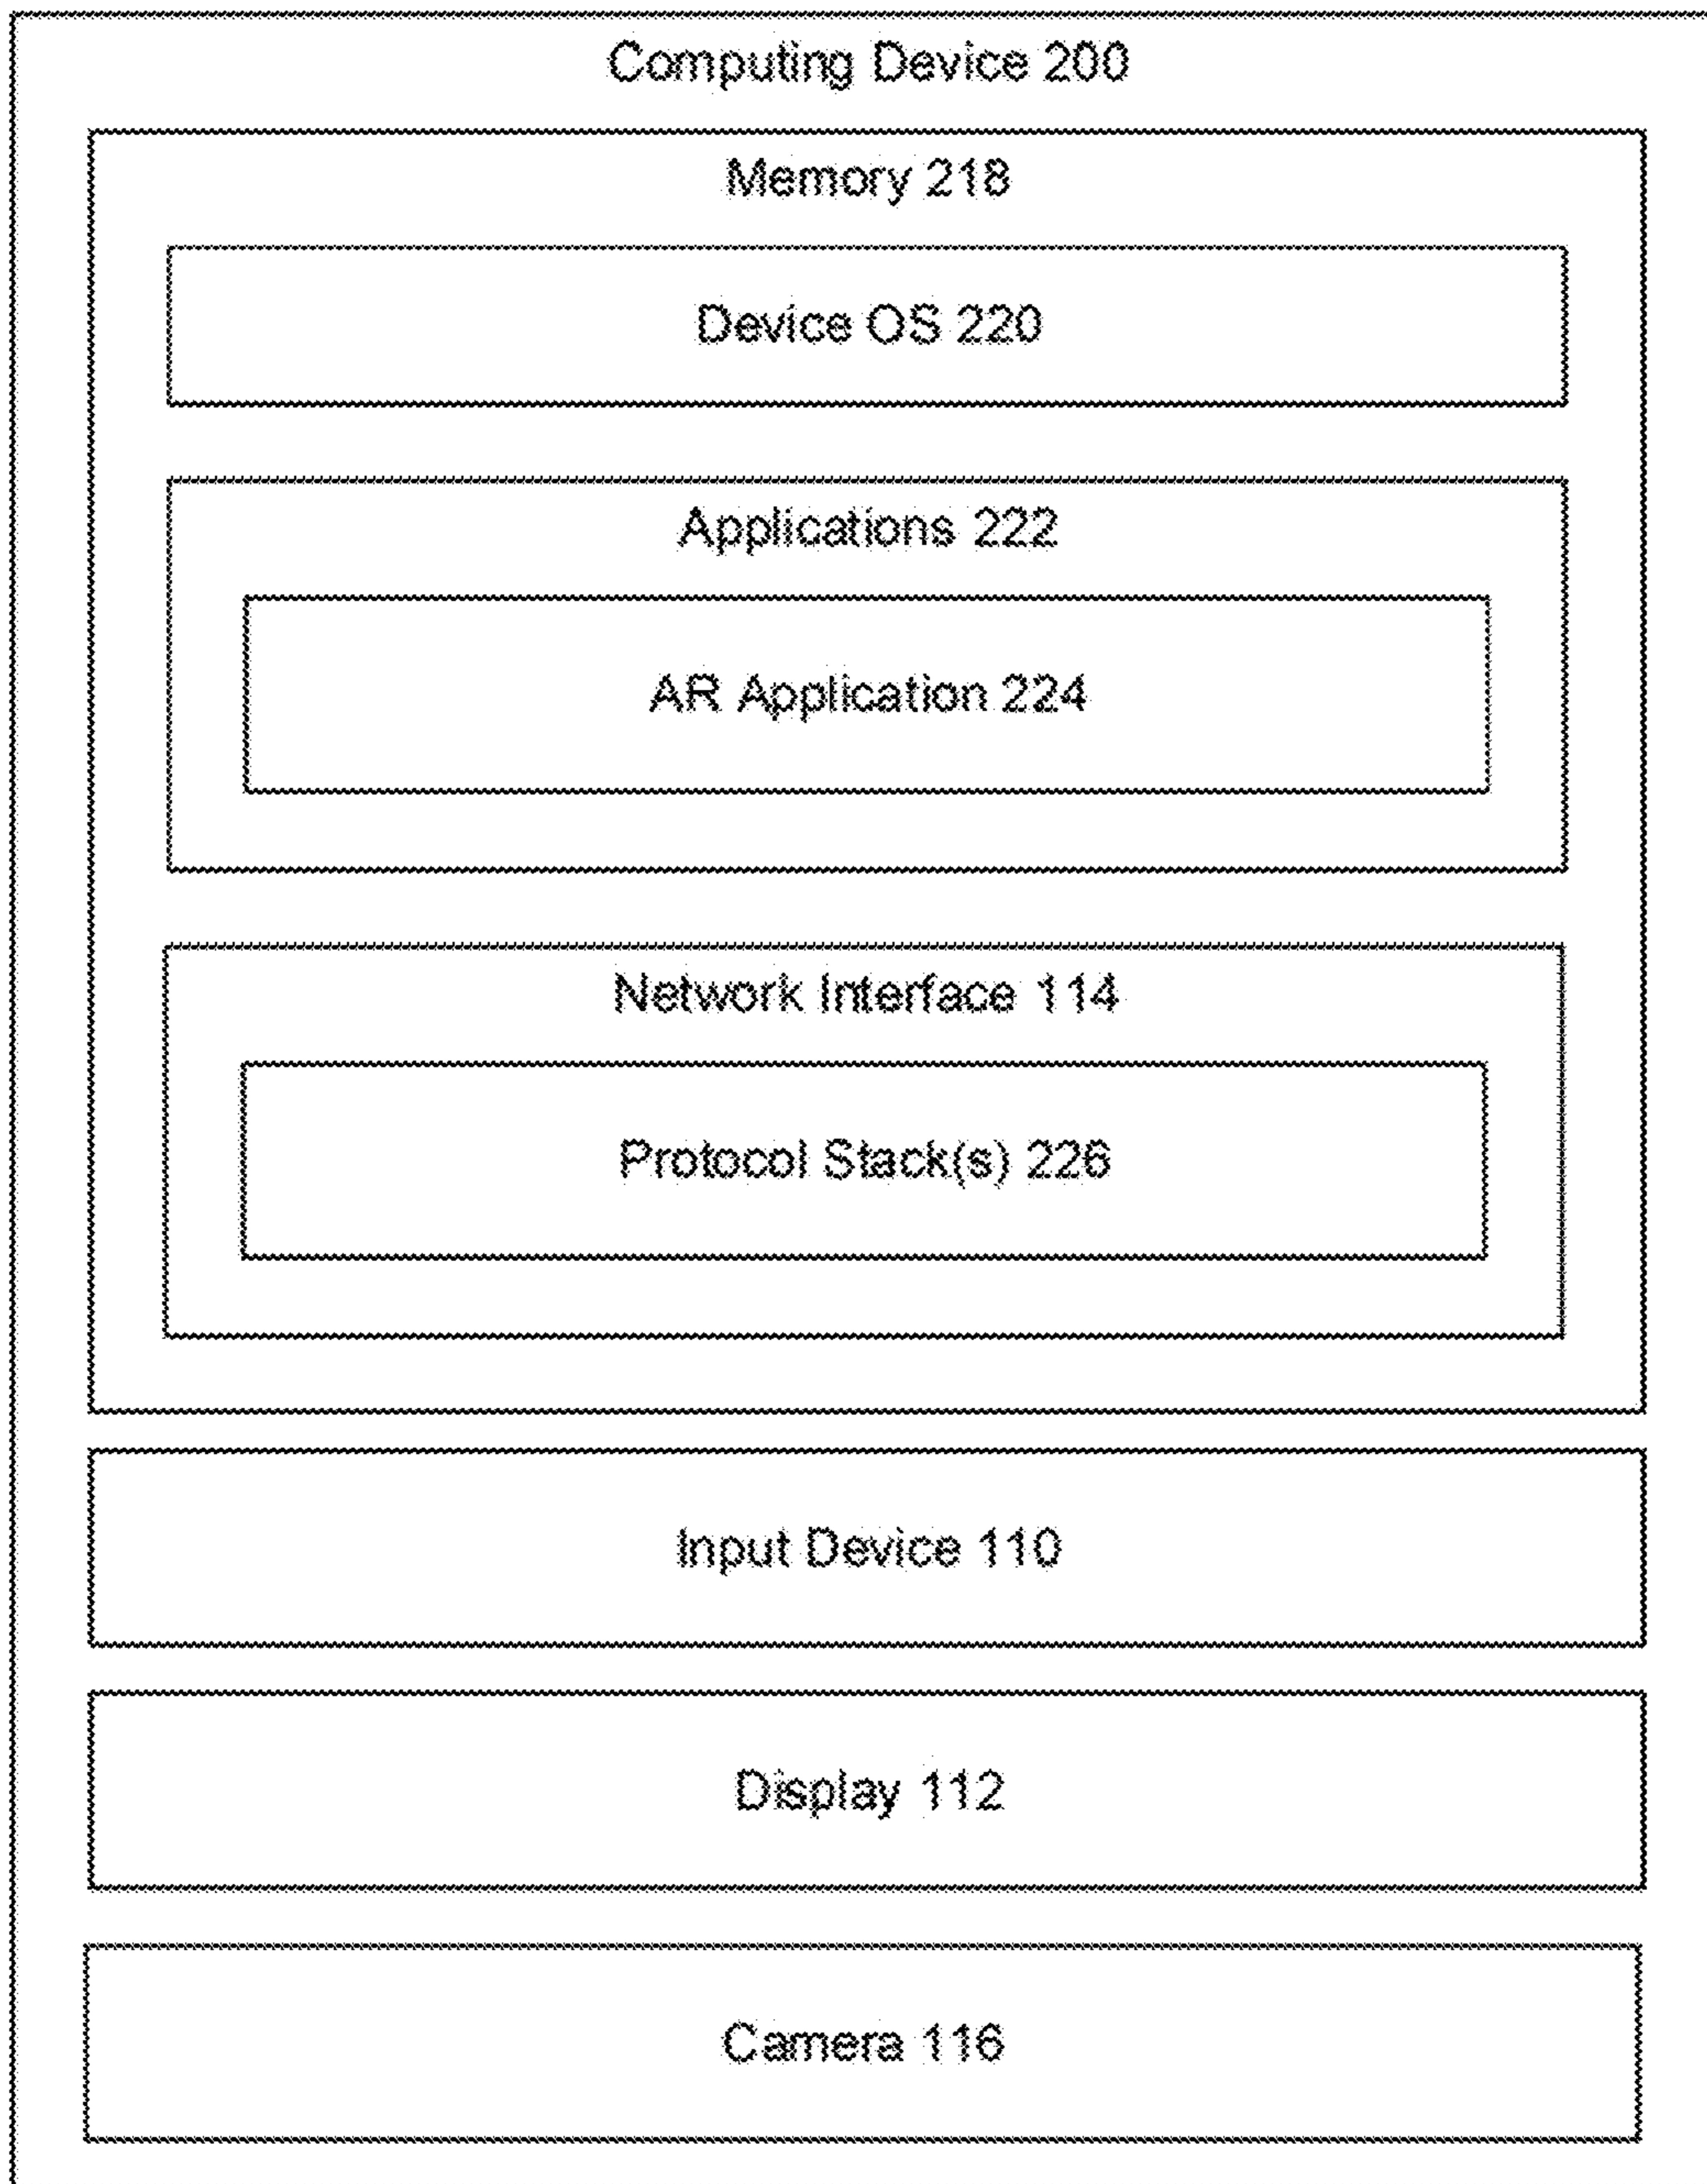 Computing Device 200
Memory 218
Device OS 220
Applications 222
AR Application 224
Network Interface 114
Protocol Stack(s) 226
Input Device 110
Display 112
Camera 116